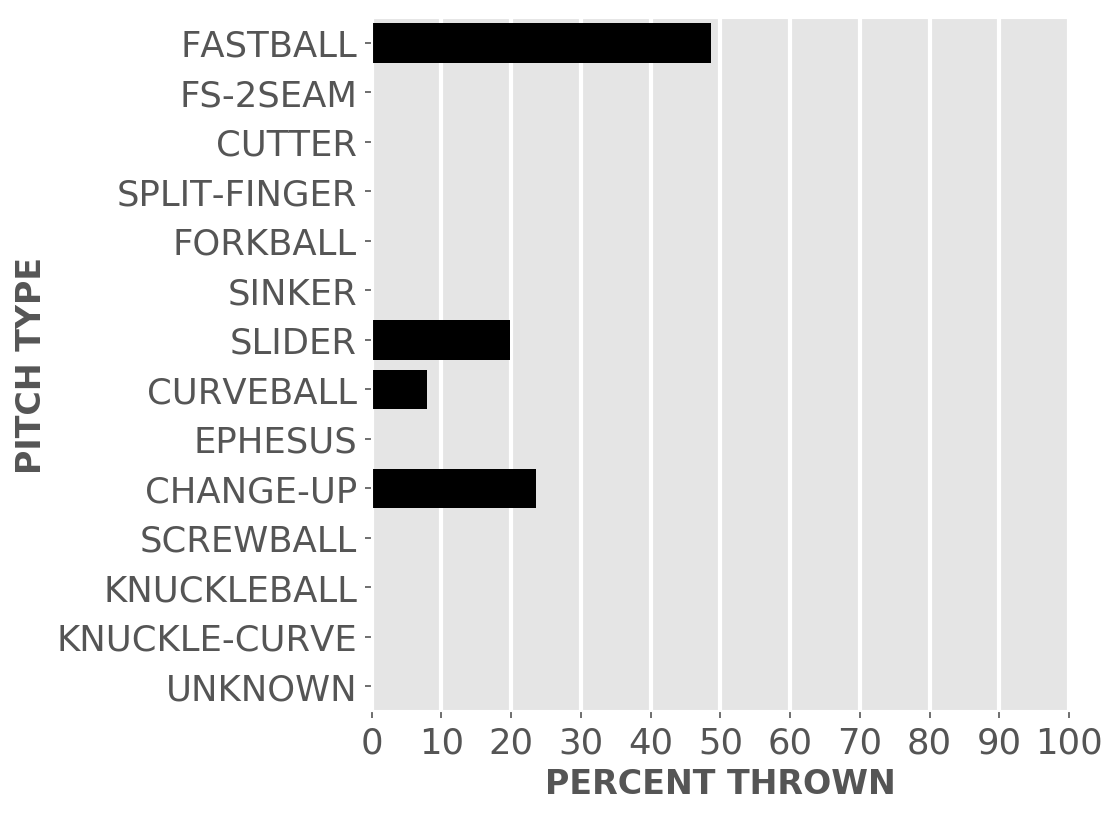 FASTBALL
FS-2SEAM
CUTTER
SPLIT-FINGER
FORKBALL
SINKER
SLIDER
CURVEBALL
EPHESUS
CHANGE-UP
SCREWBALL
KNUCKLEBALL
KNUCKLE-CURVE
UNKNOWN
PITCH TYPE
0 10 20 30 40 50 60 70 80 90 100
PERCENT THROWN